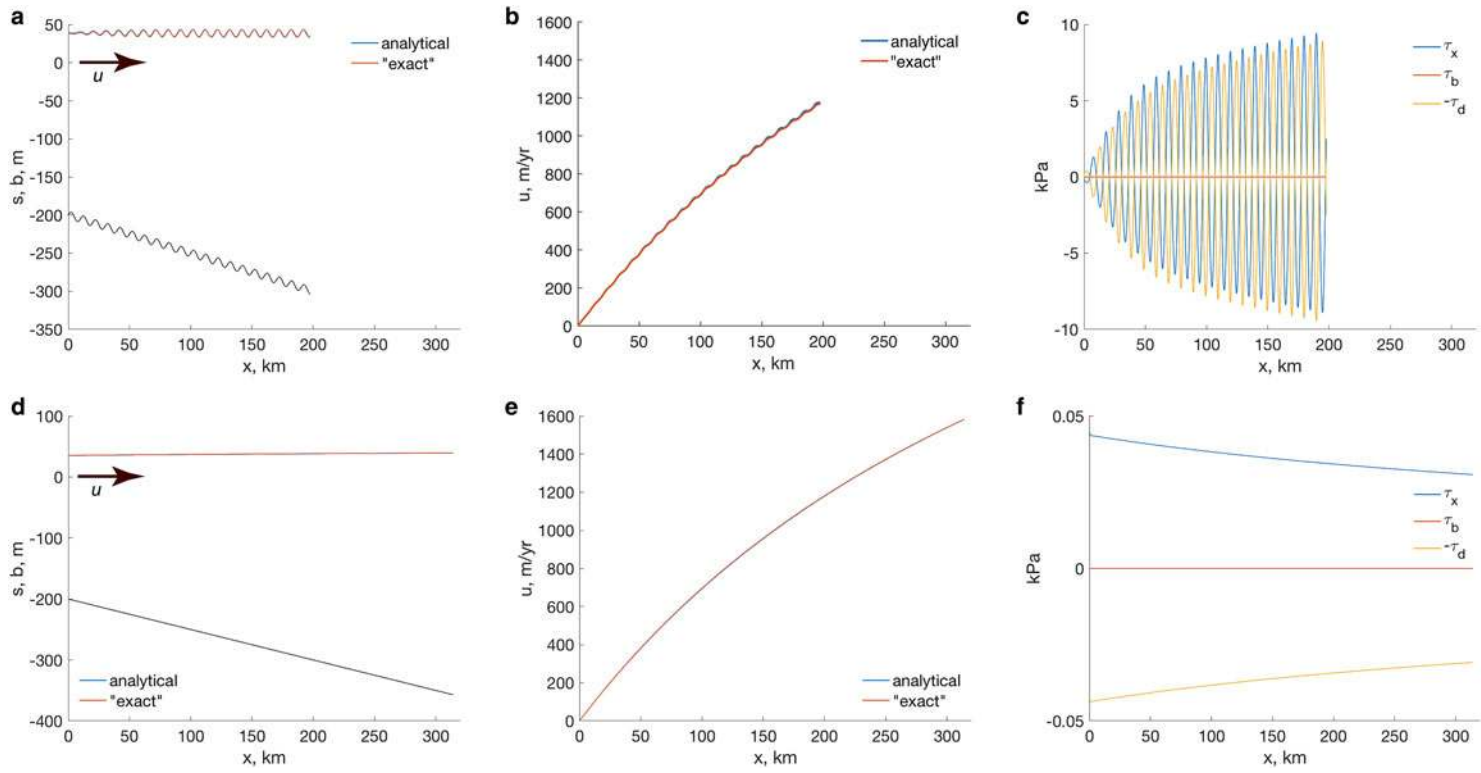 a
50
0
50
-100
-150
-200
-250
-300
-350
s, b, m
u
analytical
"exact"
0 50 100 150 200 250 300
x, km
b
1600
1400
1200
1000
800
600
400
200
0
u, m/yr
analytical
"exact"
0 50 100 150 200 250 300
x, km
c
10
5
0
-5
-10
kPa
τx
τb
-τd
0 50 100 150 200 250 300
x, km
d
100
0
-100
-200
-300
-400
s, b, m
u
analytical
"exact"
0 50 100 150 200 250 300
x, km
e
1600
1400
1200
1000
800
600
400
200
0
u, m/yr
analytical
"exact"
0 50 100 150 200 250 300
x, km
f
0.05
0
-0.05
kPa
τx
τb
-τd
0 50 100 150 200 250 300
x, km